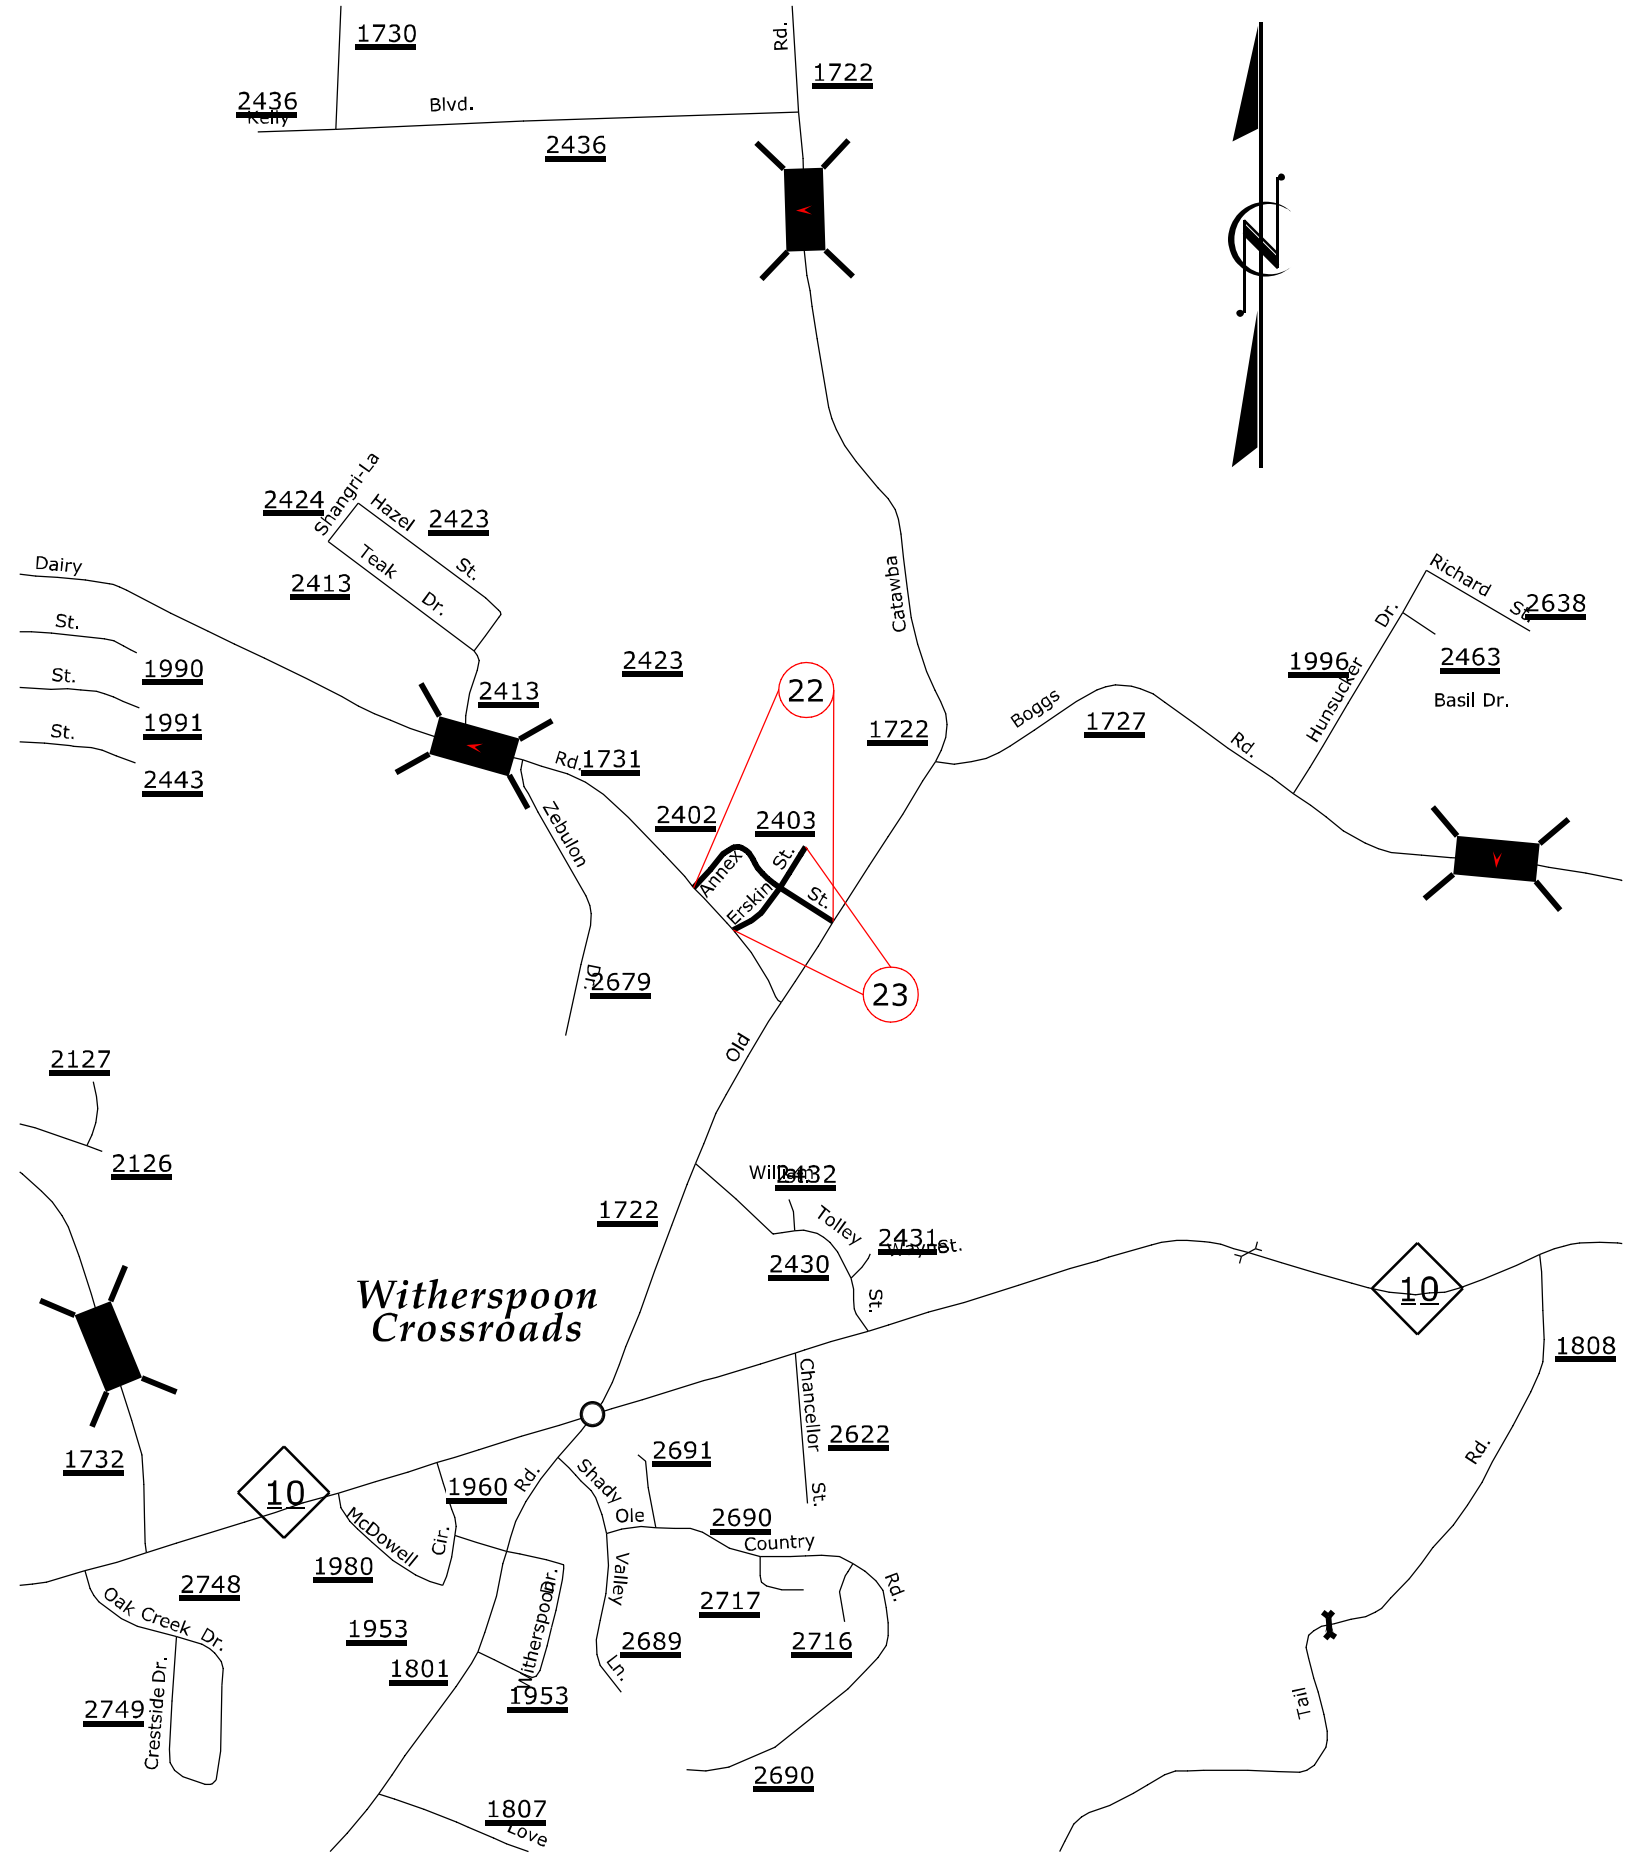 1730
Rd.
1722
2436
Kelly
Blvd.
2436
N
Shangri-La
2424
Hazel
2423
St.
Teak
2413
Dr.
Dairy
St.
1990
St.
1991
St.
2443
2413
2423
22
Catawba
1722
Boggs
1727
Rd.
Richard
St.
2638
Dr.
1996
2463
Hunsucker
Basil Dr.
Rd.
1731
Zebulon
2402
2403
Annex
St.
Erskin
St.
Dr.
2679
23
Old
2127
2126
William
St.
2432
1722
Tolley
2431
Wayne
St.
2430
St.
Witherspoon
Crossroads
10
1808
Chancellor
2622
St.
1732
10
1960
Rd.
Shady
2691
Ole
2690
Country
McDowell
Cir.
1980
Valley
Rd.
Rd.
2748
Oak Creek Dr.
Dr.
Witherspoon
2717
1953
2689
2716
1801
Ln.
1953
Crestside Dr.
2749
Tail
2690
1807
Love